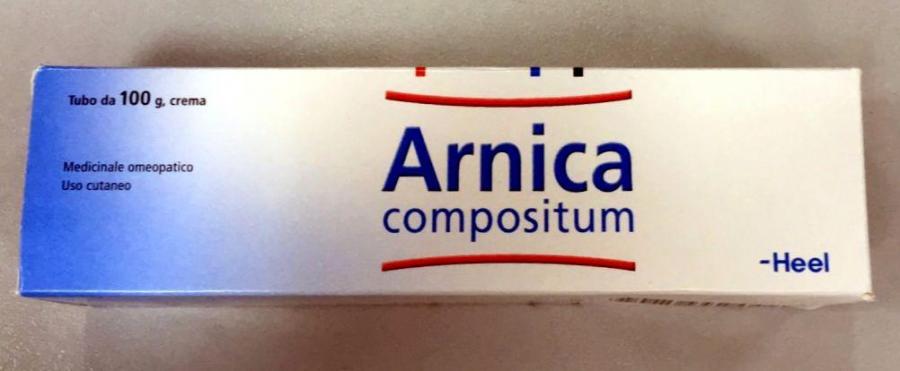 Tubo da 100 g, crema
Medicinale omeopatico
Uso cutaneo
Arnica
compositum
-Heel